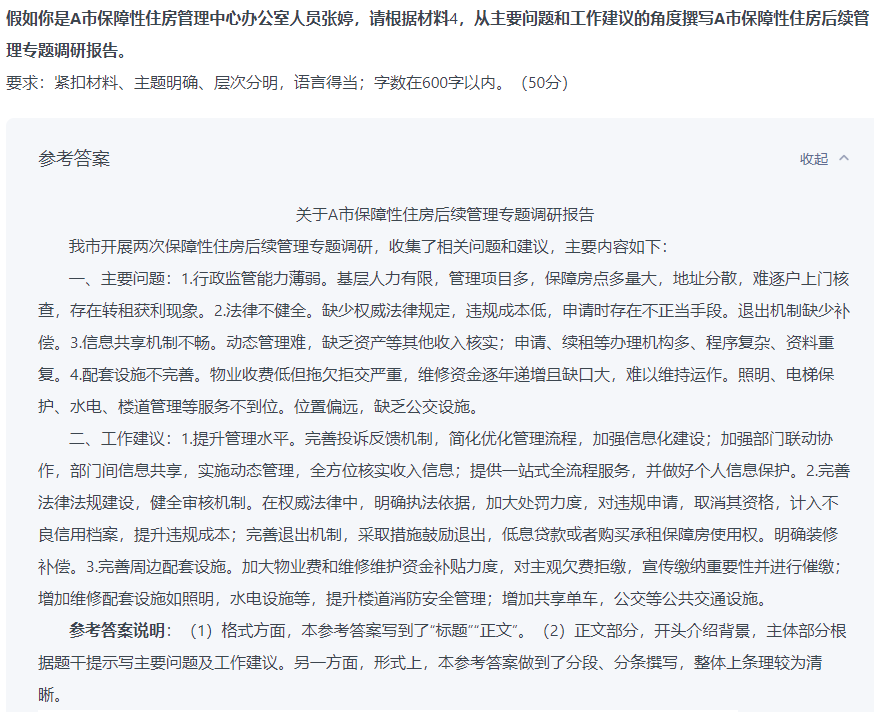 假如你是A市保障性住房管理中心办公室人员张婷，请根据材料4，从主要问题和工作建议的角度撰写A市保障性住房后续管
理专题调研报告。
要求：紧扣材料、主题明确、层次分明，语言得当；字数在600字以内。（50分）
参考答案
收起
关于A市保障性住房后续管理专题调研报告
我市开展两次保障性住房后续管理专题调研，收集了相关问题和建议，主要内容如下：
一、主要问题：1.行政监管能力薄弱。基层人力有限，管理项目多，保障房点多量大，地址分散，难逐户上门核
查，存在转租获利现象。2.法律不健全。缺少权威法律规定，违规成本低，申请时存在不正当手段。退出机制缺少补
偿。3.信息共享机制不畅。动态管理难，缺乏资产等其他收入核实；申请、续租等办理机构多、程序复杂、资料重
复。4.配套设施不完善。物业收费低但拖欠拒交严重，维修资金逐年递增且缺口大，难以维持运作。照明、电梯保
护、水电、楼道管理等服务不到位。位置偏远，缺乏公交设施。
二、工作建议：1.提升管理水平。完善投诉反馈机制，简化优化管理流程，加强信息化建设；加强部门联动协
作，部门间信息共享，实施动态管理，全方位核实收入信息；提供一站式全流程服务，并做好个人信息保护。2.完善
法律法规建设，健全审核机制。在权威法律中，明确执法依据，加大处罚力度，对违规申请，取消其资格，计入不
良信用档案，提升违规成本；完善退出机制，采取措施鼓励退出，低息贷款或者购买承租保障房使用权。明确装修
补偿。3.完善周边配套设施。加大物业费和维修维护资金补贴力度，对主观欠费拒缴，宣传缴纳重要性并进行催缴；
增加维修配套设施如照明，水电设施等，提升楼道消防安全管理；增加共享单车，公交等公共交通设施。
参考答案说明：（1）格式方面，本参考答案写到了“标题”“正文”。（2）正文部分，开头介绍背景，主体部分根
据题干提示写主要问题及工作建议。另一方面，形式上，本参考答案做到了分段、分条撰写，整体上条理较为清
晰。